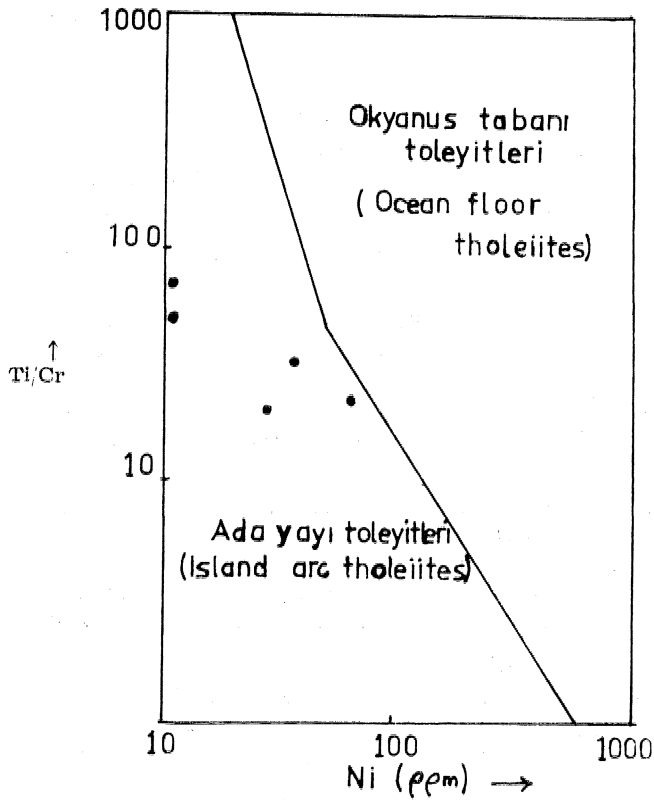 1000
Okyanus tabanı
toleyitleri
(Ocean floor
tholeiites)
100
↑
Ti/Cr
10
Ada yayı toleyitleri
(Island arc tholeiites)
10 100 1000
Ni (ppm) →